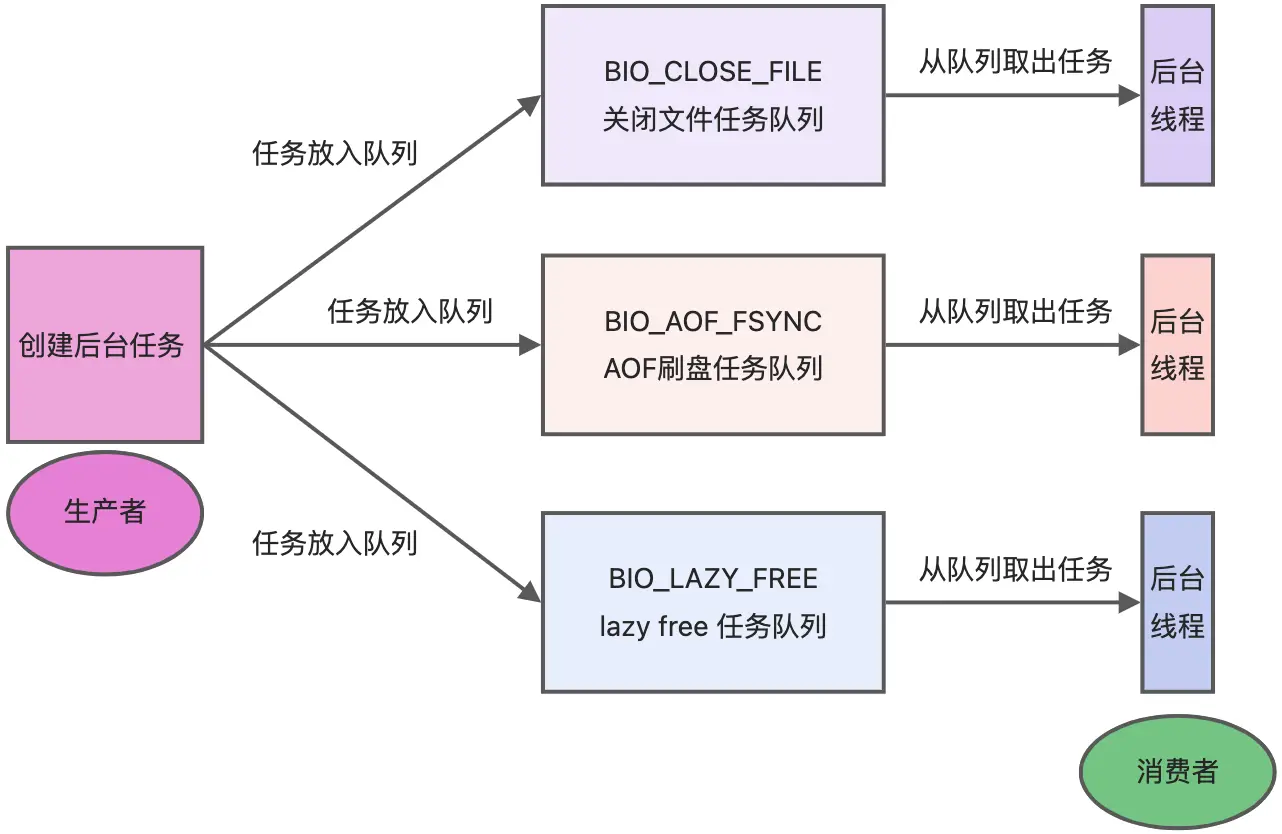 创建后台任务
生产者
任务放入队列
任务放入队列
任务放入队列
BIO_CLOSE_FILE
关闭文件任务队列
从队列取出任务
后台
线程
BIO_AOF_FSYNC
AOF刷盘任务队列
从队列取出任务
后台
线程
BIO_LAZY_FREE
lazy free 任务队列
从队列取出任务
后台
线程
消费者